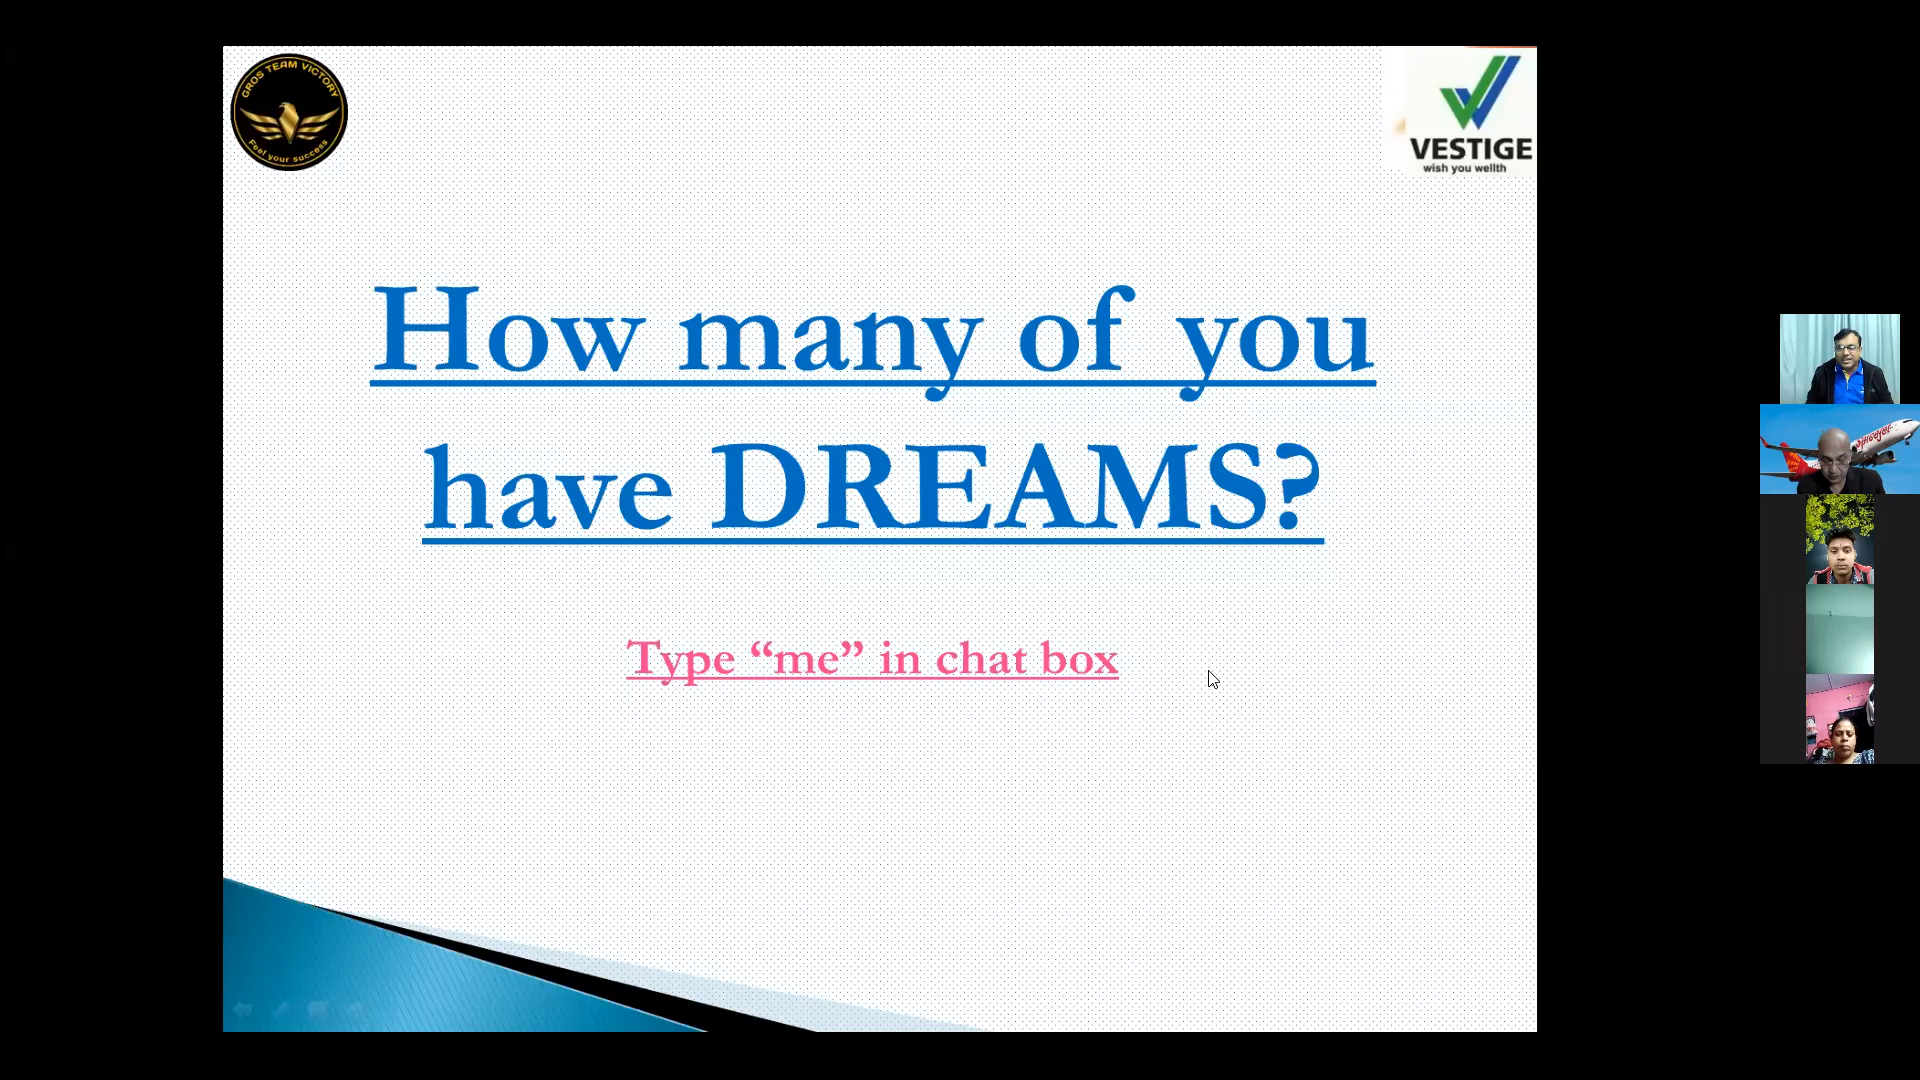 GROS TEAM VICTORY
Feel your success
VESTIGE
wish you wellth
How many of you
have DREAMS?
Type “me” in chat box
Spicejet